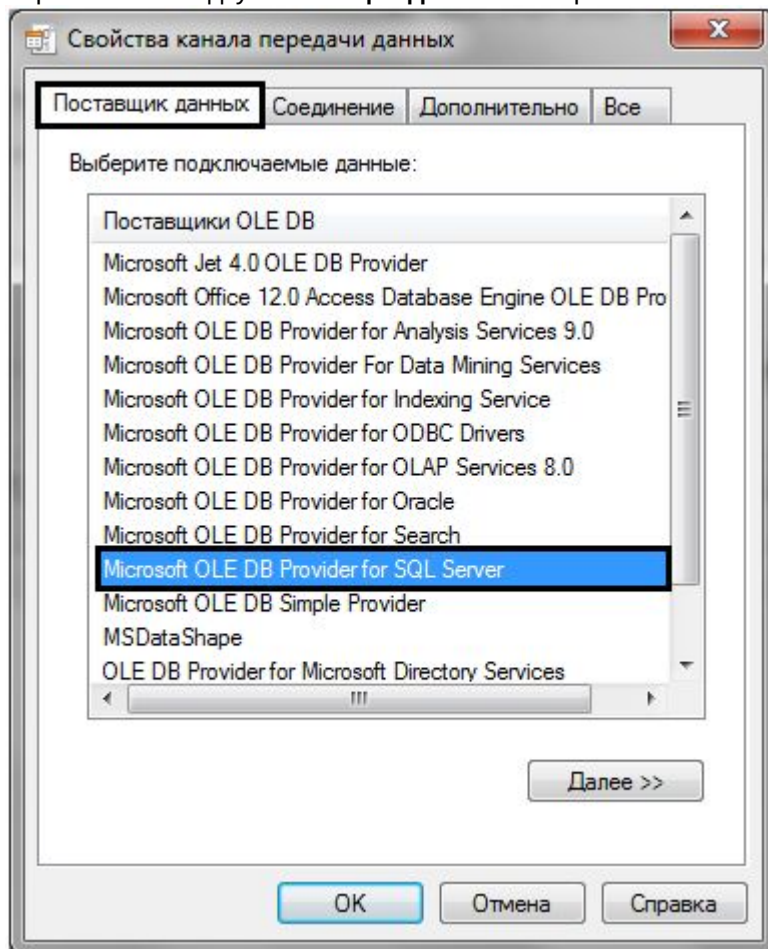 Свойства канала передачи данных
Поставщик данных Соединение Дополнительно Все
Выберите подключаемые данные:
Поставщики OLE DB
Microsoft Jet 4.0 OLE DB Provider
Microsoft Office 12.0 Access Database Engine OLE DB Pro
Microsoft OLE DB Provider for Analysis Services 9.0
Microsoft OLE DB Provider For Data Mining Services
Microsoft OLE DB Provider for Indexing Service
Microsoft OLE DB Provider for ODBC Drivers
Microsoft OLE DB Provider for OLAP Services 8.0
Microsoft OLE DB Provider for Oracle
Microsoft OLE DB Provider for Search
Microsoft OLE DB Provider for SQL Server
Microsoft OLE DB Simple Provider
MSDataShape
OLE DB Provider for Microsoft Directory Services
Далее >>
OK Отмена Справка